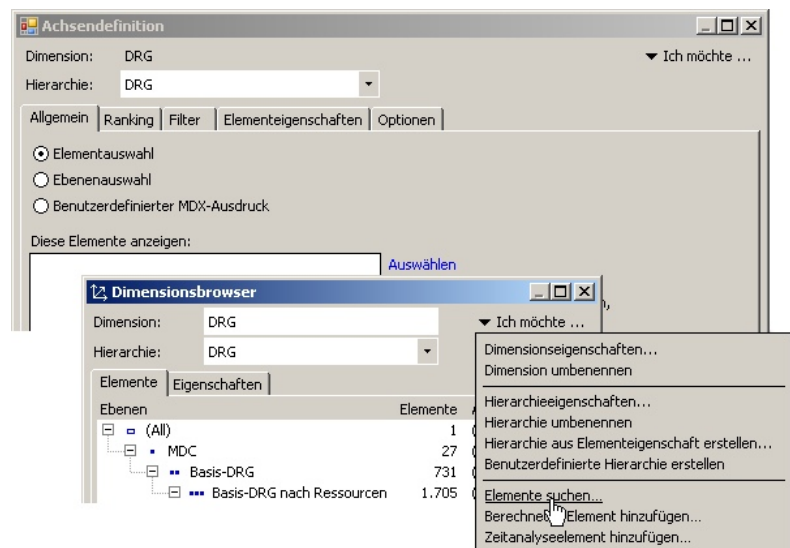 Achsendefinition
Dimension: DRG
Ich möchte ...
Hierarchie: DRG
Allgemein Ranking Filter Elementeigenschaften Optionen
Elementauswahl
Ebenenauswahl
Benutzerdefinierter MDX-Ausdruck
Diese Elemente anzeigen:
Auswählen
Dimensionsbrowser
Dimension: DRG
Ich möchte ...
Hierarchie: DRG
Elemente Eigenschaften
Ebenen Elemente
(All) 1
MDC 27
Basis-DRG 731
Basis-DRG nach Ressourcen 1.705
Dimensionseigenschaften...
Dimension umbenennen
Hierarchieeigenschaften...
Hierarchie umbenennen
Hierarchie aus Elementeigenschaft erstellen...
Benutzerdefinierte Hierarchie erstellen
Elemente suchen...
Element hinzufügen...
Zeitanalyseelement hinzufügen...